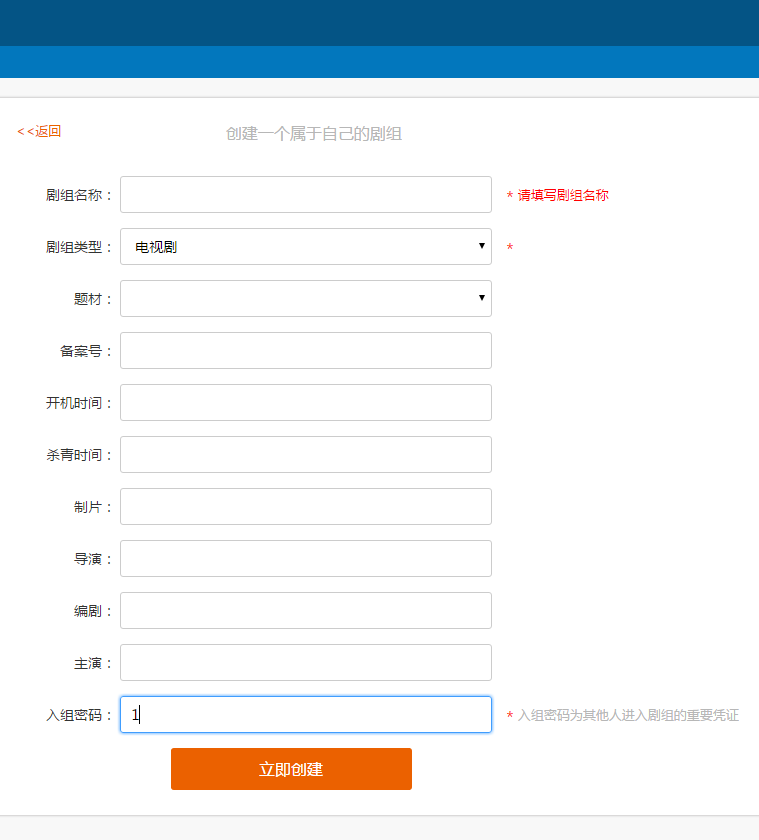 <<返回
创建一个属于自己的剧组
剧组名称： * 请填写剧组名称
剧组类型： 电视剧 *
题材：
备案号：
开机时间：
杀青时间：
制片：
导演：
编剧：
主演：
入组密码： 1 * 入组密码为其他人进入剧组的重要凭证
立即创建